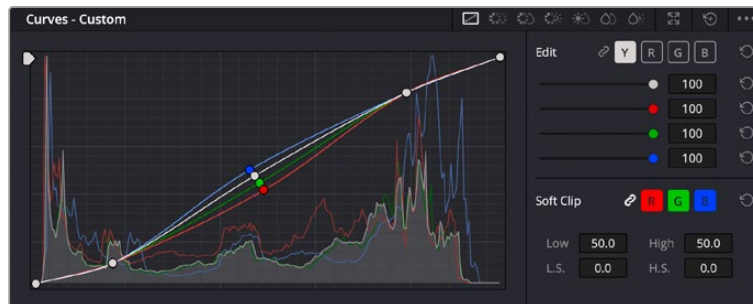 Curves - Custom
Edit Y R G B
100
100
100
100
Soft Clip R G B
Low 50.0 High 50.0
L.S. 0.0 H.S. 0.0